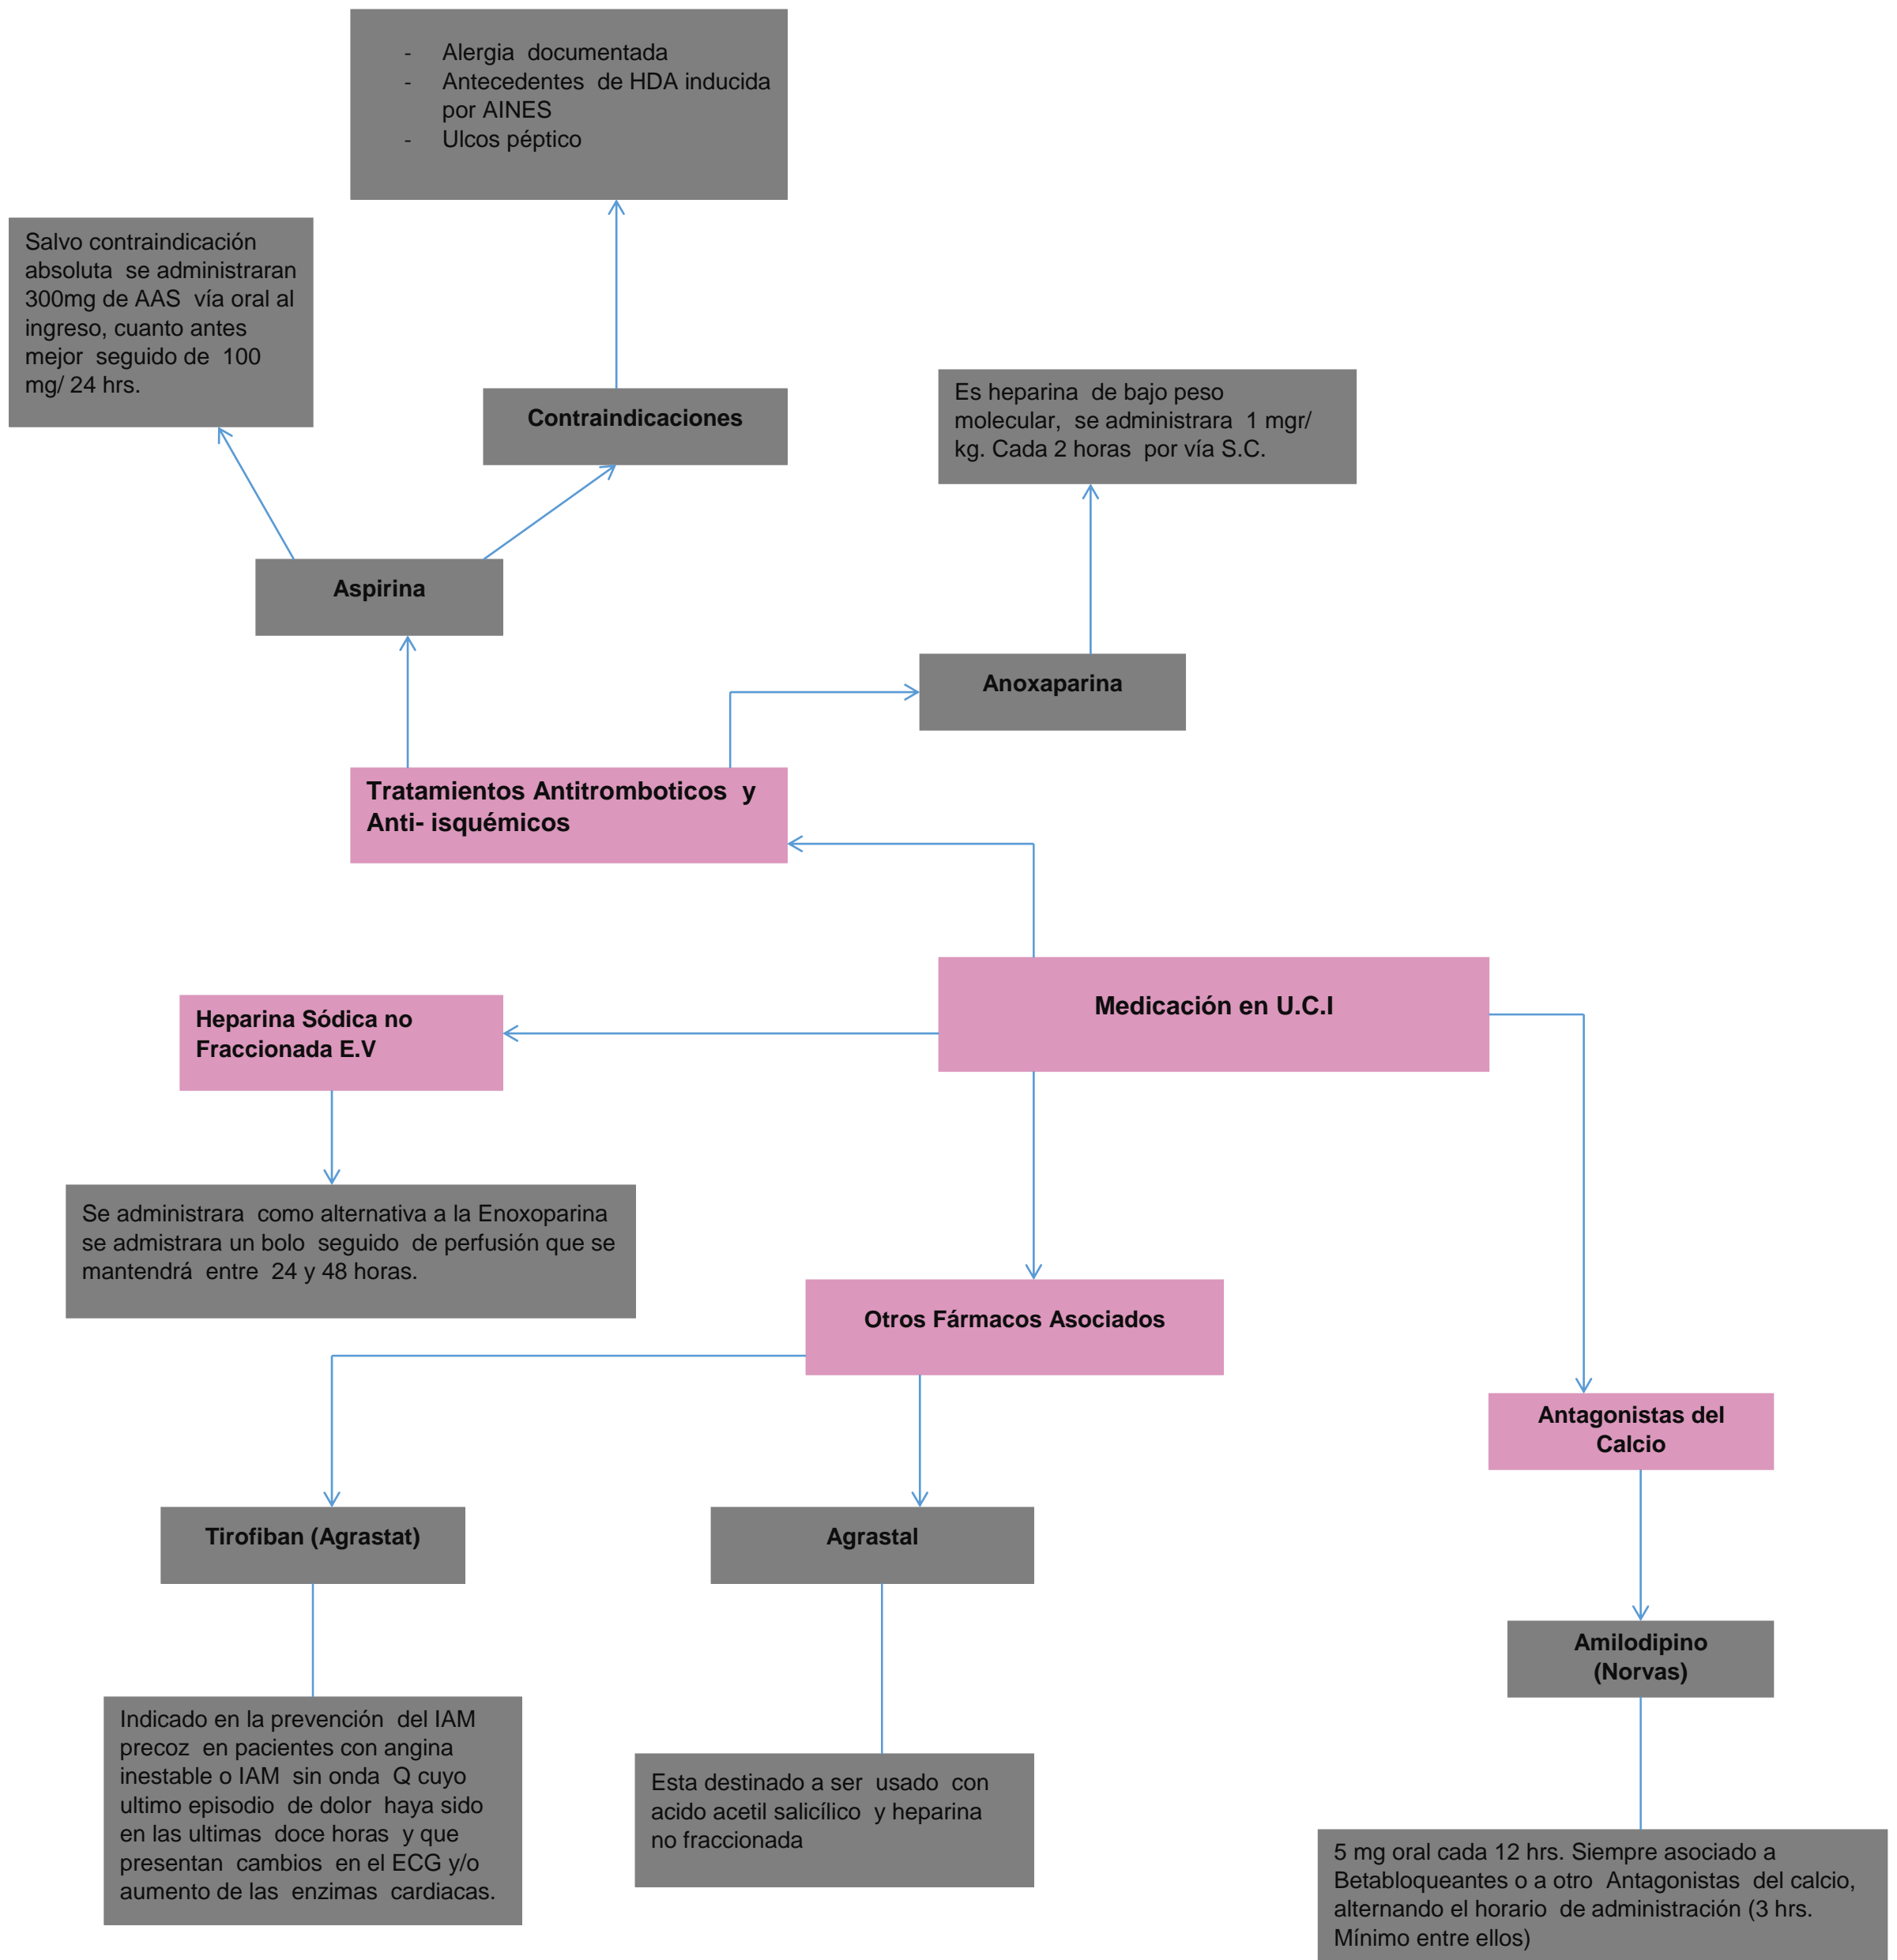 - Alergia documentada
- Antecedentes de HDA inducida
por AINES
- Ulcos péptico
Salvo contraindicación
absoluta se administraran
300mg de AAS vía oral al
ingreso, cuanto antes
mejor seguido de 100
mg/ 24 hrs.
Contraindicaciones
Es heparina de bajo peso
molecular, se administrara 1 mgr/
kg. Cada 2 horas por vía S.C.
Aspirina
Anoxaparina
Tratamientos Antitromboticos y
Anti- isquémicos
Medicación en U.C.I
Heparina Sódica no
Fraccionada E.V
Se administrara como alternativa a la Enoxoparina
se admistrara un bolo seguido de perfusión que se
mantendrá entre 24 y 48 horas.
Otros Fármacos Asociados
Antagonistas del
Calcio
Tirofiban (Agrastat)
Agrastal
Amilodipino
(Norvas)
Indicado en la prevención del IAM
precoz en pacientes con angina
inestable o IAM sin onda Q cuyo
ultimo episodio de dolor haya sido
en las ultimas doce horas y que
presentan cambios en el ECG y/o
aumento de las enzimas cardiacas.
Esta destinado a ser usado con
acido acetil salicílico y heparina
no fraccionada
5 mg oral cada 12 hrs. Siempre asociado a
Betabloqueantes o a otro Antagonistas del calcio,
alternando el horario de administración (3 hrs.
Mínimo entre ellos)